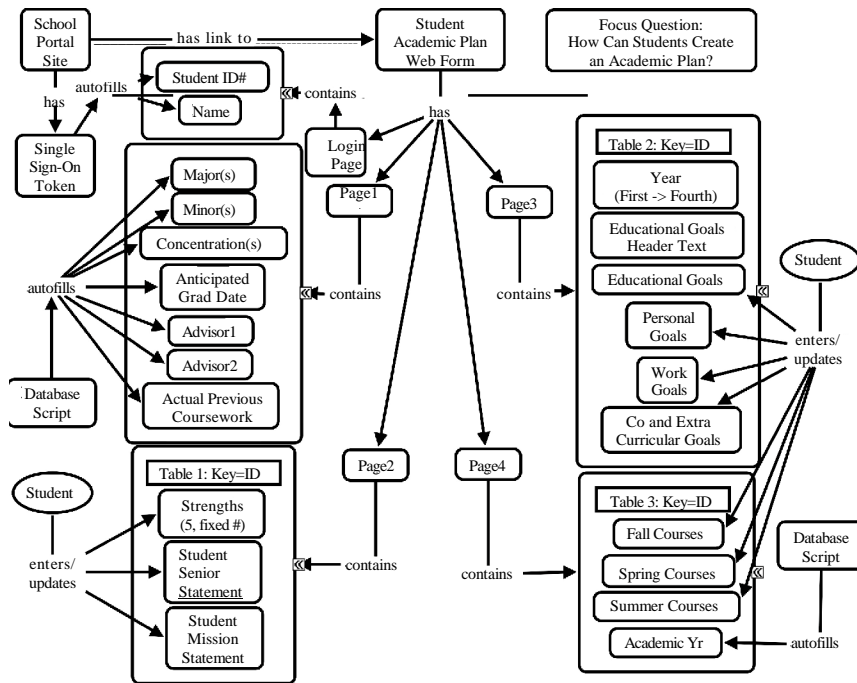 School
Portal
Site
has link to
Student
Academic Plan
Web Form
Focus Question:
How Can Students Create
an Academic Plan?
has
autofills
Student ID#
Name
contains
has
Single
Sign-On
Token
Login
Page
Page1
Page3
Major(s)
Minor(s)
Concentration(s)
Anticipated
Grad Date
Advisor1
Advisor2
Actual Previous
Coursework
autofills
Database
Script
contains
contains
Table 2: Key=ID
Year
(First -> Fourth)
Educational Goals
Header Text
Educational Goals
Personal
Goals
Work
Goals
Co and Extra
Curricular Goals
Student
enters/
updates
Page2
Page4
Student
enters/
updates
Table 1: Key=ID
Strengths
(5, fixed #)
Student
Senior
Statement
Student
Mission
Statement
contains
contains
Table 3: Key=ID
Fall Courses
Spring Courses
Summer Courses
Academic Yr
Database
Script
autofills